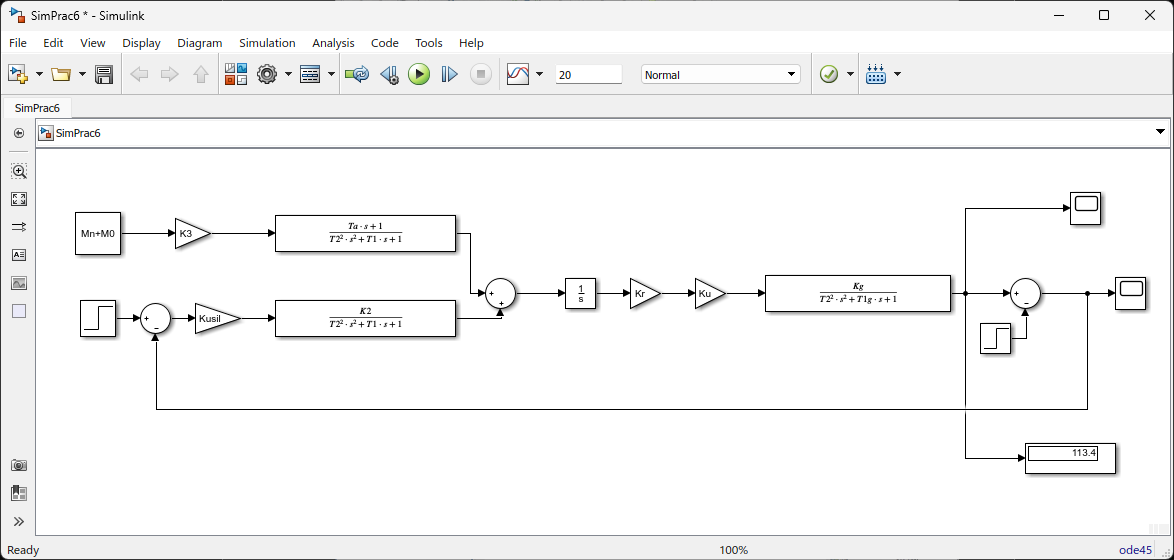 SimPrac6 * - Simulink
File Edit View Display Diagram Simulation Analysis Code Tools Help
20 Normal
SimPrac6
SimPrac6
Mn+M0
K3
Ta·s+1
T2²·s²+T1·s+1
Kusil
K2
T2²·s²+T1·s+1
1
s
Kr
Ku
Kg
T2²·s²+T1g·s+1
113.4
Ready 100% ode45